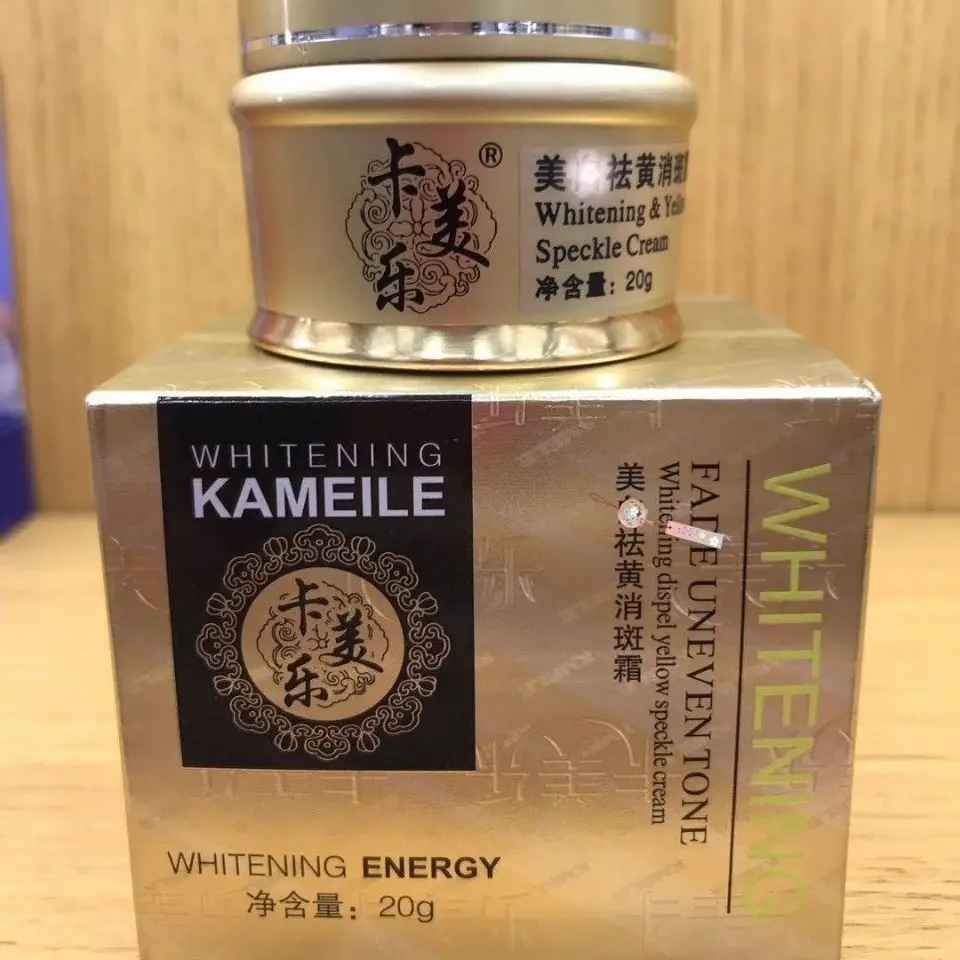 卡美乐®
美 祛黄消斑
Whitening &
Speckle Cream
净含量：20g
WHITENING
KAMEILE
卡美乐
WHITENING
FADE UNEVEN TONE
Whitening dispel yellow speckle cream
美 祛黄消斑霜
WHITENING ENERGY
净含量：20g